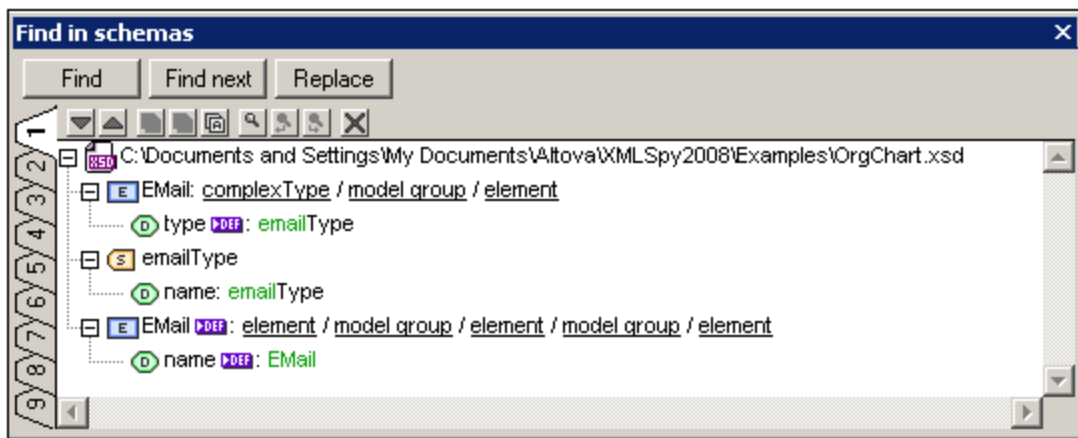 Find in schemas
Find Find next Replace
1
2
3
4
5
6
7
8
9
XSD C:\Documents and Settings\My Documents\Altova\XMLSpy2008\Examples\OrgChart.xsd
E EMail: complexType / model group / element
D type DEF: emailType
S emailType
D name: emailType
E EMail DEF: element / model group / element / model group / element
D name DEF: EMail